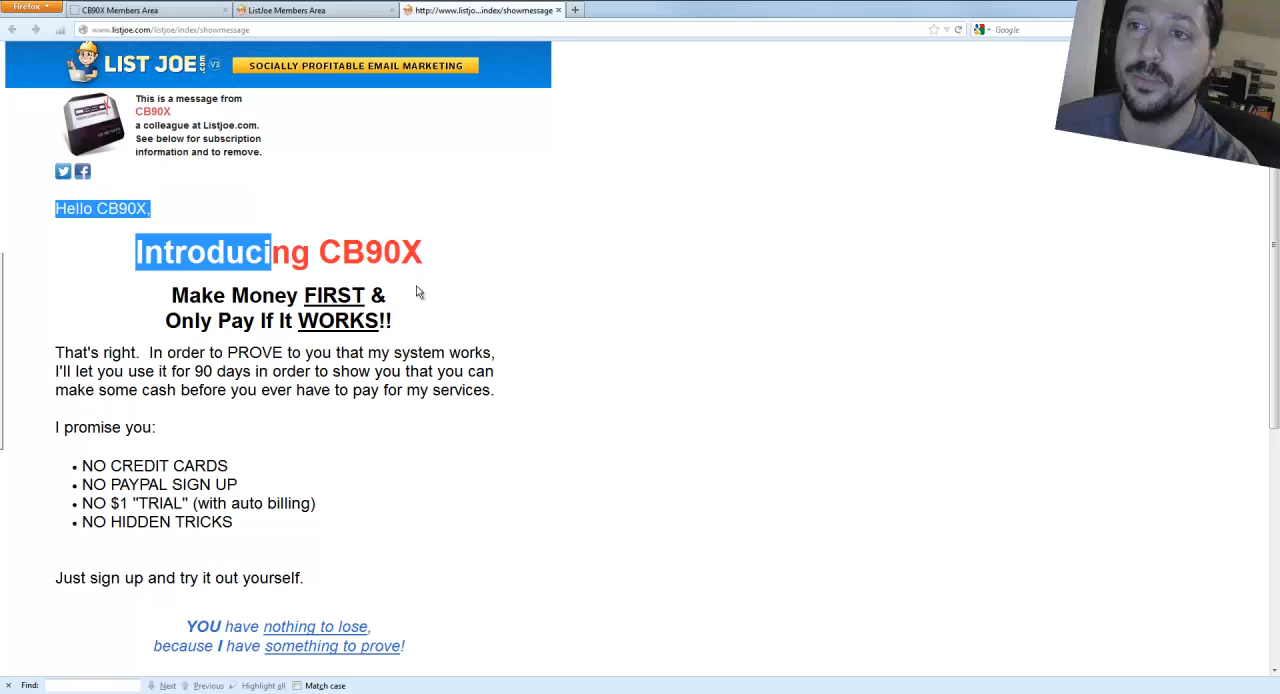 Firefox
CB90X Members Area
ListJoe Members Area
http://www.listjo...index/showmessage
www.listjoe.com/listjoe/index/showmessage
Google
LIST JOE .COM V3
SOCIALLY PROFITABLE EMAIL MARKETING
This is a message from
CB90X
a colleague at Listjoe.com.
See below for subscription
information and to remove.
Hello CB90X,
Introducing CB90X
Make Money FIRST &
Only Pay If It WORKS!!
That's right.  In order to PROVE to you that my system works,
I'll let you use it for 90 days in order to show you that you can
make some cash before you ever have to pay for my services.
I promise you:
• NO CREDIT CARDS
• NO PAYPAL SIGN UP
• NO $1 "TRIAL" (with auto billing)
• NO HIDDEN TRICKS
Just sign up and try it out yourself.
YOU have nothing to lose,
because I have something to prove!
Find:
Next
Previous
Highlight all
Match case